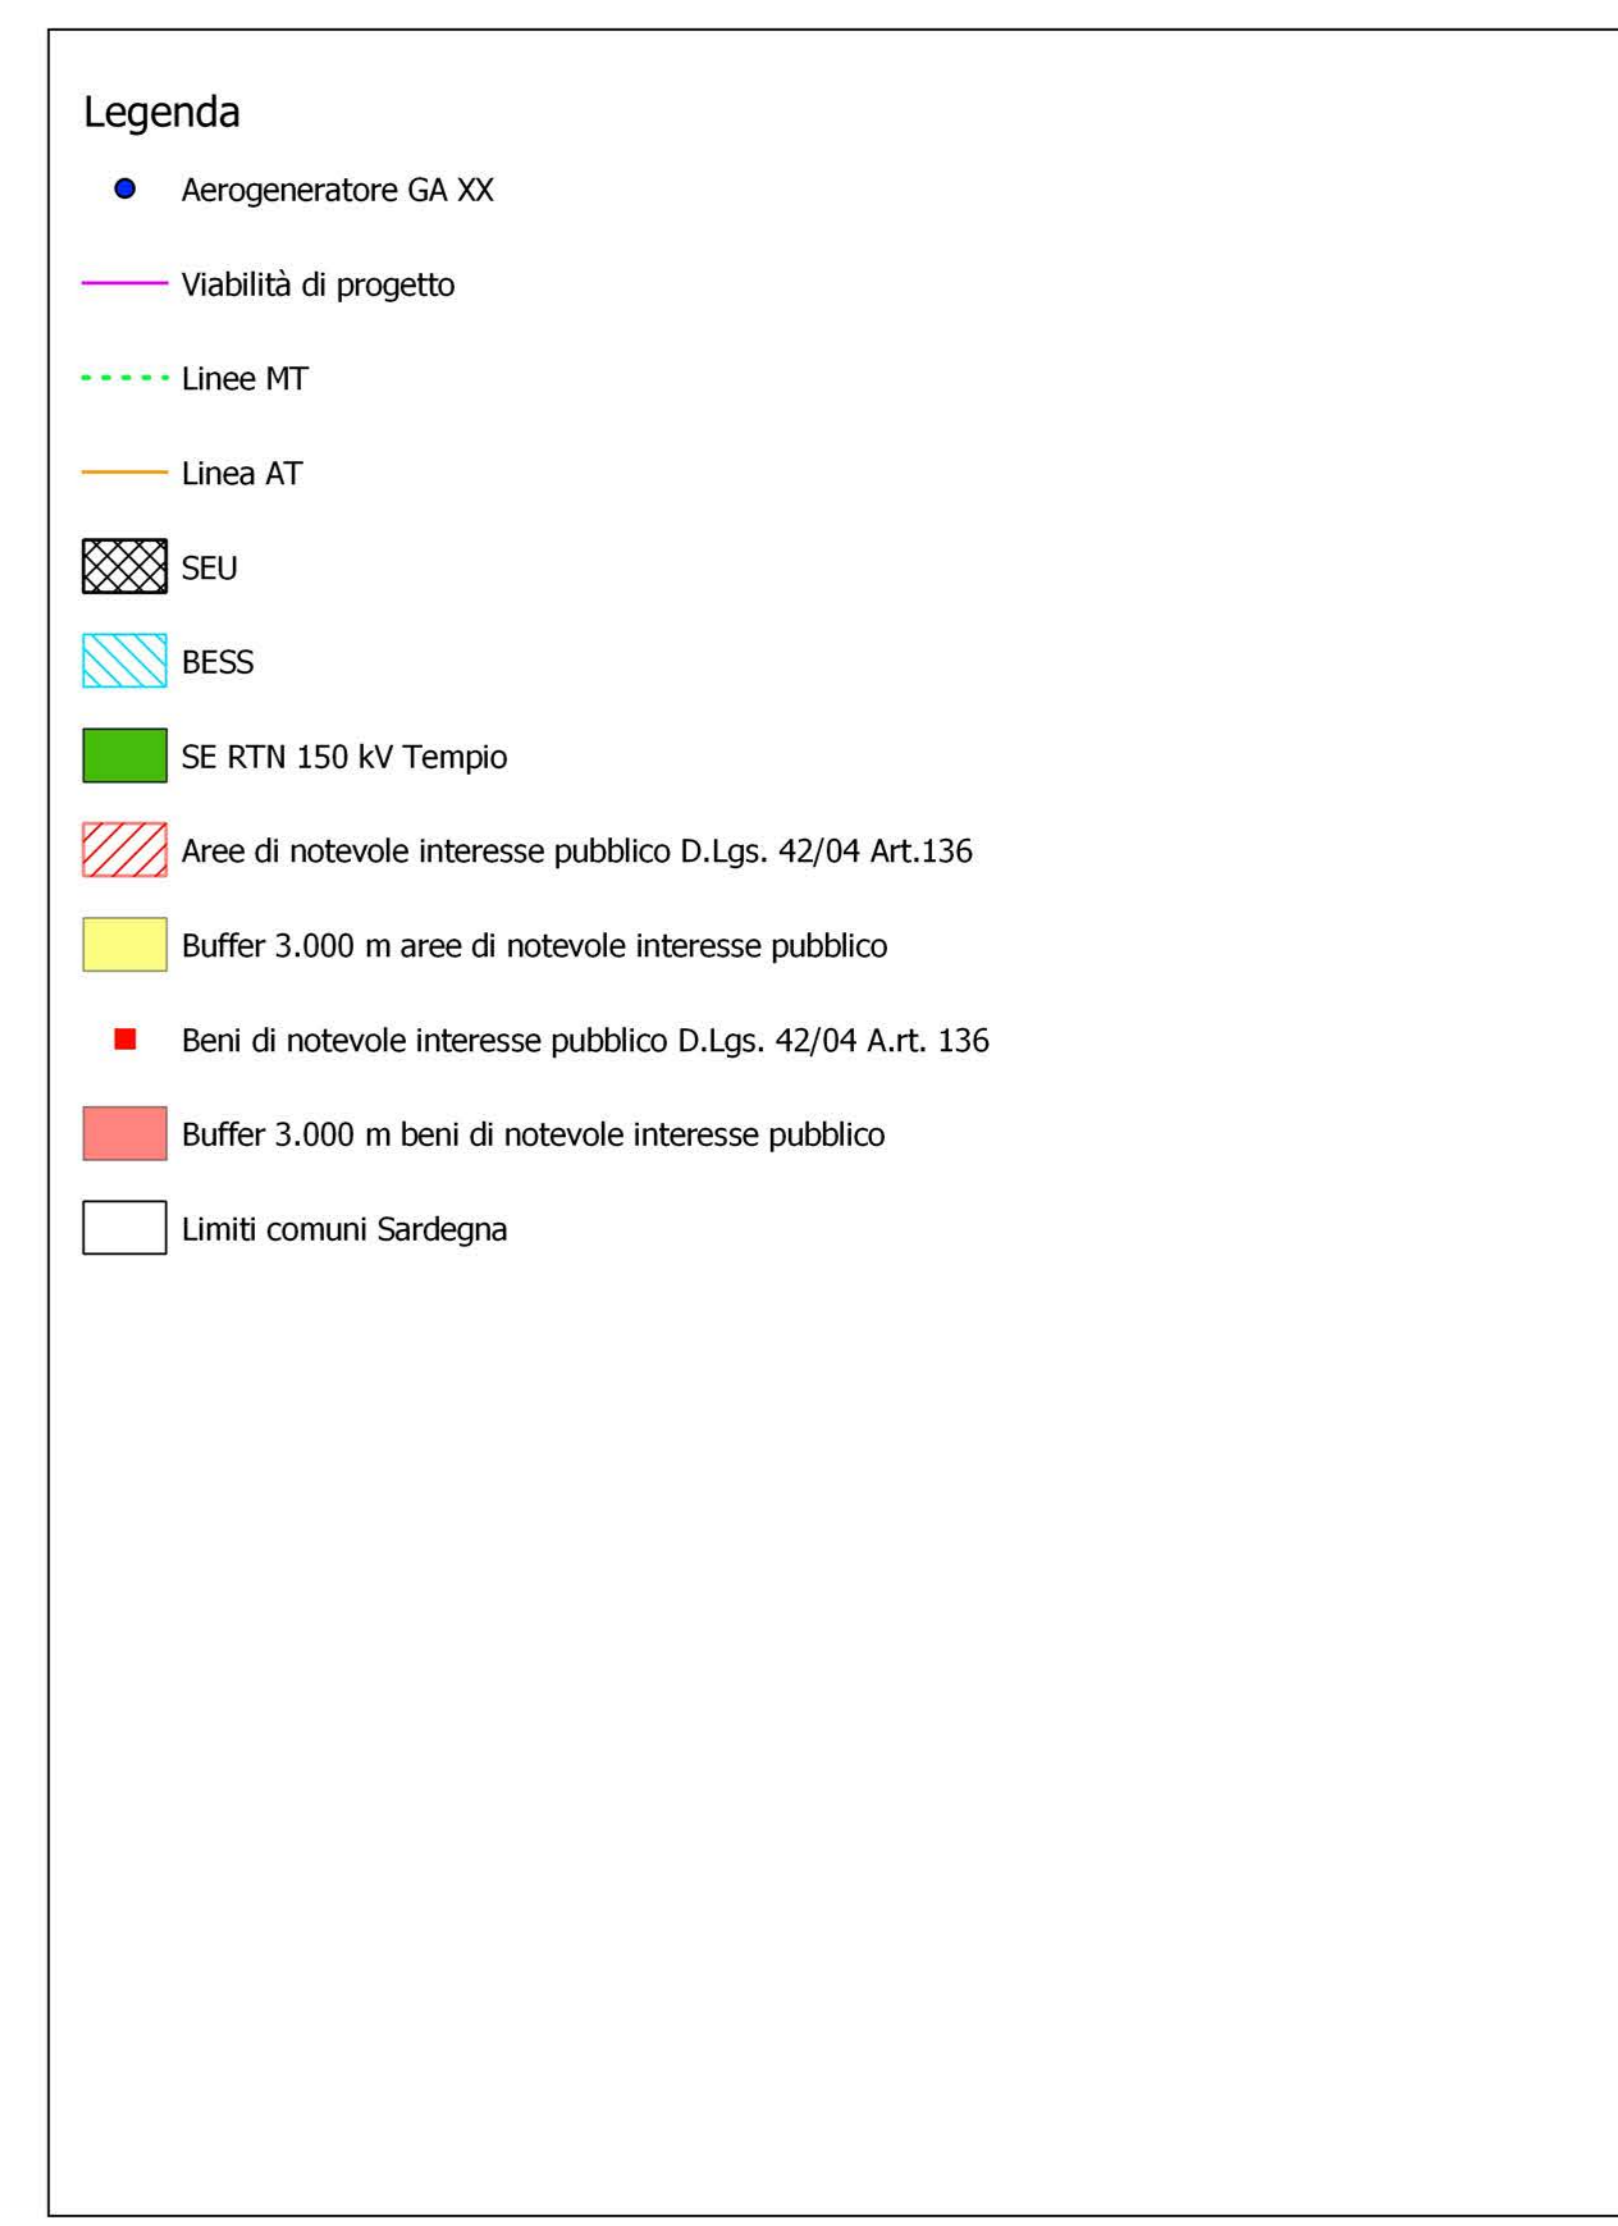 Legenda
Aerogeneratore GA XX
Viabilità di progetto
Linee MT
Linea AT
SEU
BESS
SE RTN 150 kV Tempio
Aree di notevole interesse pubblico D.Lgs. 42/04 Art.136
Buffer 3.000 m aree di notevole interesse pubblico
Beni di notevole interesse pubblico D.Lgs. 42/04 A.rt. 136
Buffer 3.000 m beni di notevole interesse pubblico
Limiti comuni Sardegna